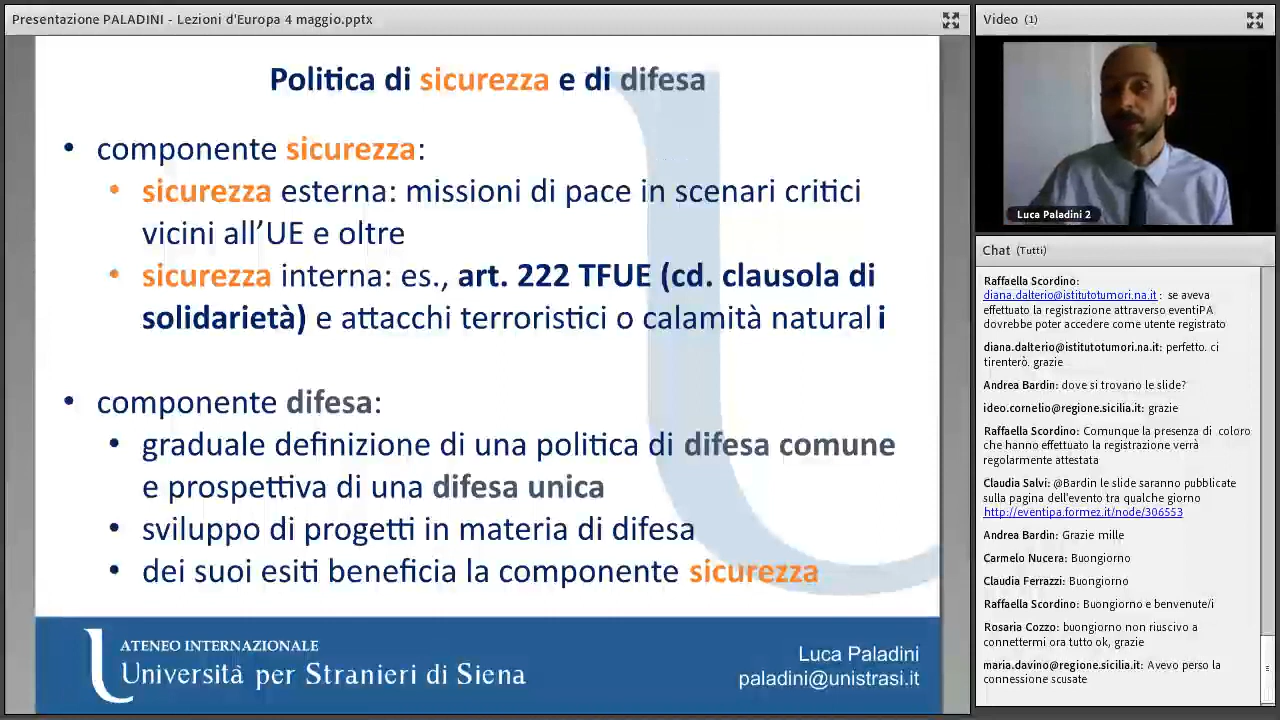 Presentazione PALADINI - Lezioni d'Europa 4 maggio.pptx
Politica di sicurezza e di difesa
• componente sicurezza:
• sicurezza esterna: missioni di pace in scenari critici
vicini all'UE e oltre
• sicurezza interna: es., art. 222 TFUE (cd. clausola di
solidarietà) e attacchi terroristici o calamità naturali
• componente difesa:
• graduale definizione di una politica di difesa comune
e prospettiva di una difesa unica
• sviluppo di progetti in materia di difesa
• dei suoi esiti beneficia la componente sicurezza
ATENEO INTERNAZIONALE
Università per Stranieri di Siena
Luca Paladini
paladini@unistrasi.it
Video (1)
Luca Paladini 2
Chat (Tutti)
Raffaella Scordino:
diana.dalterio@istitutotumori.na.it : se aveva
effettuato la registrazione attraverso eventiPA
dovrebbe poter accedere come utente registrato
diana.dalterio@istitutotumori.na.it: perfetto. ci
tirenterò. grazie
Andrea Bardin: dove si trovano le slide?
ideo.cornelio@regione.sicilia.it: grazie
Raffaella Scordino: Comunque la presenza di coloro
che hanno effettuato la registrazione verrà
regolarmente attestata
Claudia Salvi: @Bardin le slide saranno pubblicate
sulla pagina dell'evento tra qualche giorno
http://eventipa.formez.it/node/306553
Andrea Bardin: Grazie mille
Carmelo Nucera: Buongiorno
Claudia Ferrazzi: Buongiorno
Raffaella Scordino: Buongiorno e benvenute/i
Rosaria Cozzo: buongiorno non riuscivo a
connettermi ora tutto ok, grazie
maria.davino@regione.sicilia.it: Avevo perso la
connessione scusate